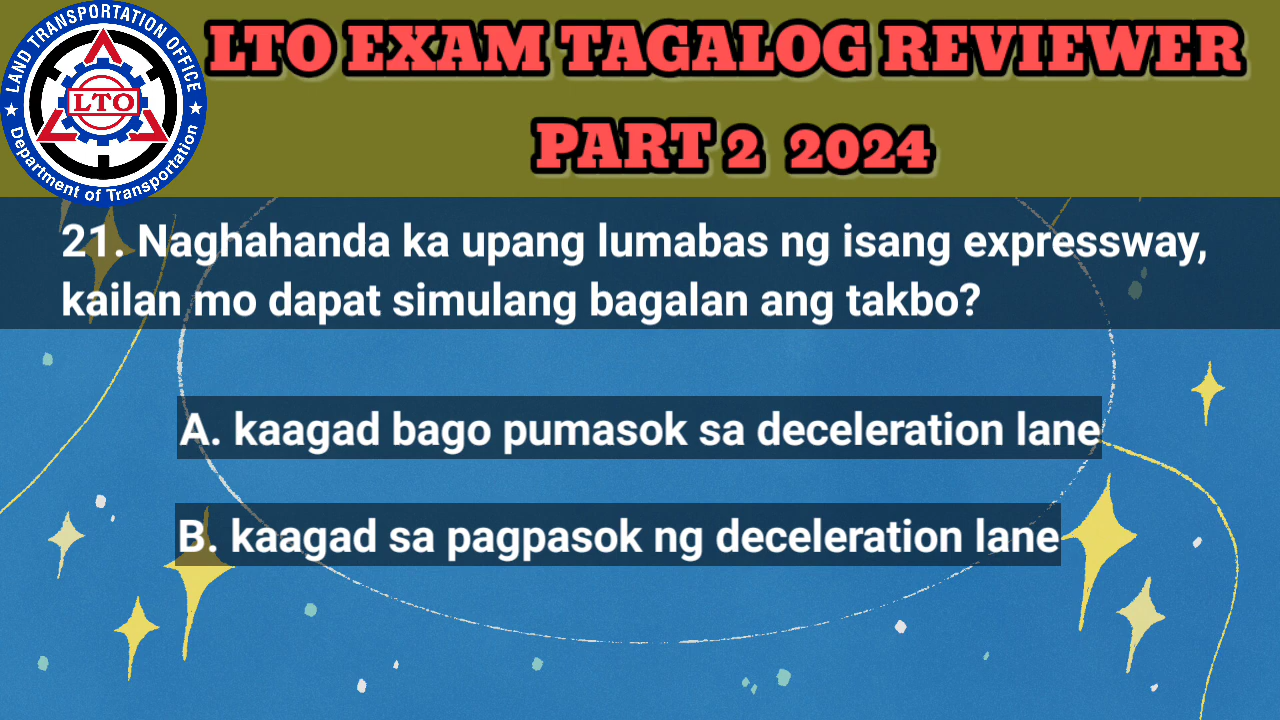 LAND TRANSPORTATION OFFICE
LTO
Department of Transportation
LTO EXAM TAGALOG REVIEWER
PART 2 2024
21. Naghahanda ka upang lumabas ng isang expressway,
kailan mo dapat simulang bagalan ang takbo?
A. kaagad bago pumasok sa deceleration lane
B. kaagad sa pagpasok ng deceleration lane